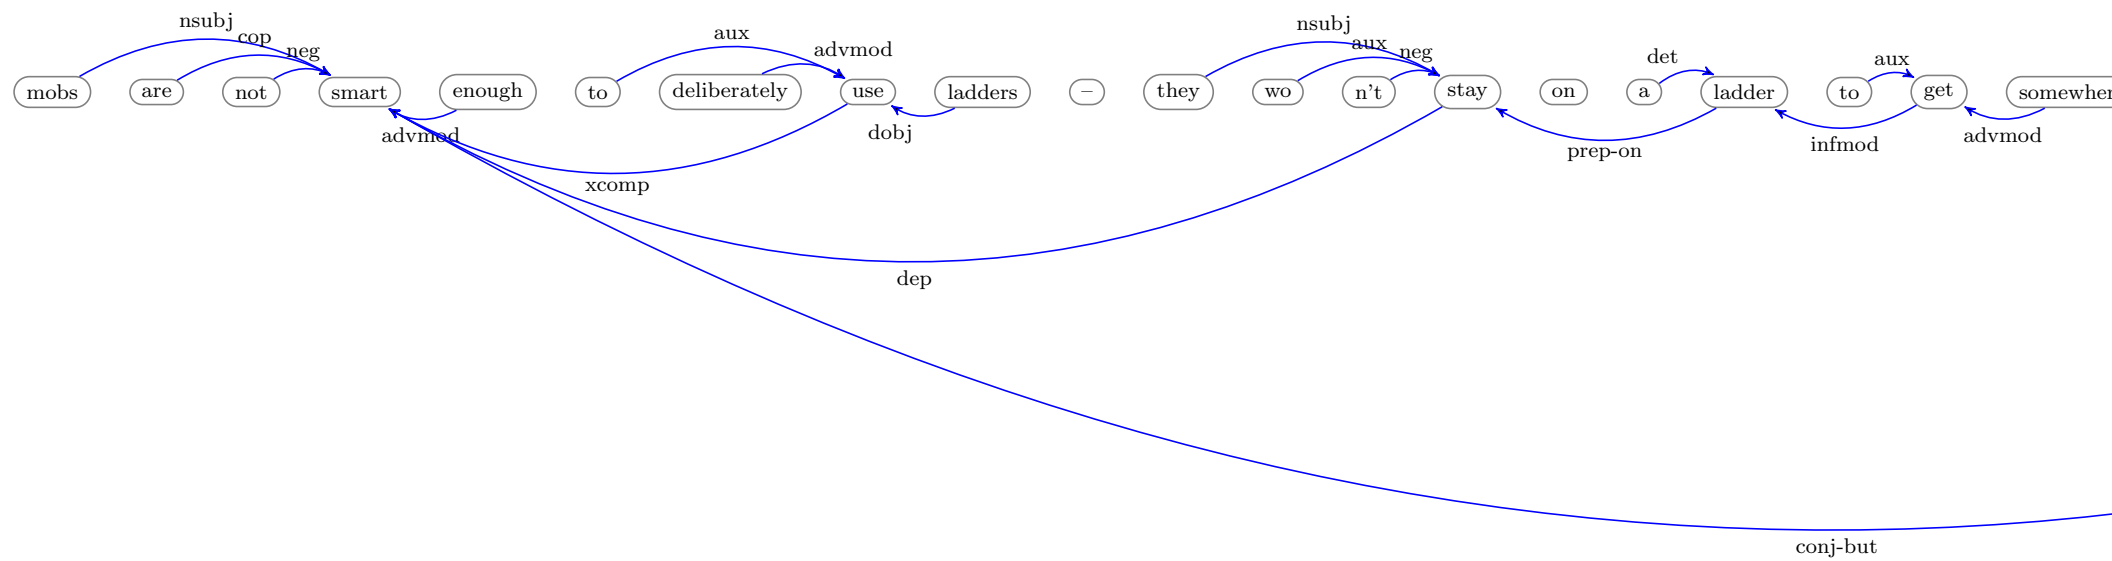 nsubj
cop
neg
aux
advmod
nsubj
aux
neg
det
aux
mobs are not smart enough to deliberately use ladders – they wo n't stay on a ladder to get somewher
advmod
dobj
prep-on
infmod
advmod
xcomp
dep
conj-but